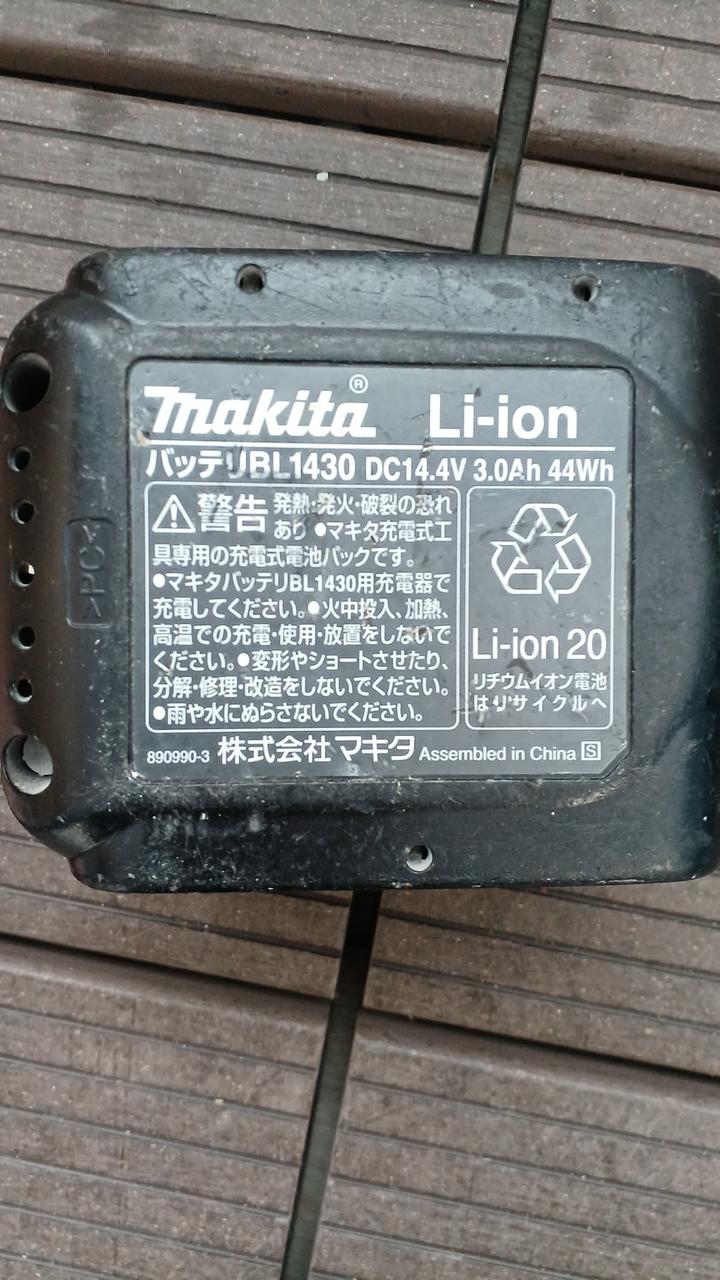 makita® Li-ion
バッテリBL1430 DC14.4V 3.0Ah 44Wh
警告 発熱・発火・破裂の恐れ
あり ●マキタ充電式工
具専用の充電式電池パックです。
●マキタバッテリBL1430用充電器で
充電してください。●火中投入、加熱、
高温での充電・使用・放置をしないで
ください。●変形やショートさせたり、
分解・修理・改造をしないでください。
●雨や水にぬらさないでください。
Li-ion 20
リチウムイオン電池
はリサイクルへ
890990-3 株式会社マキタ Assembled in China S